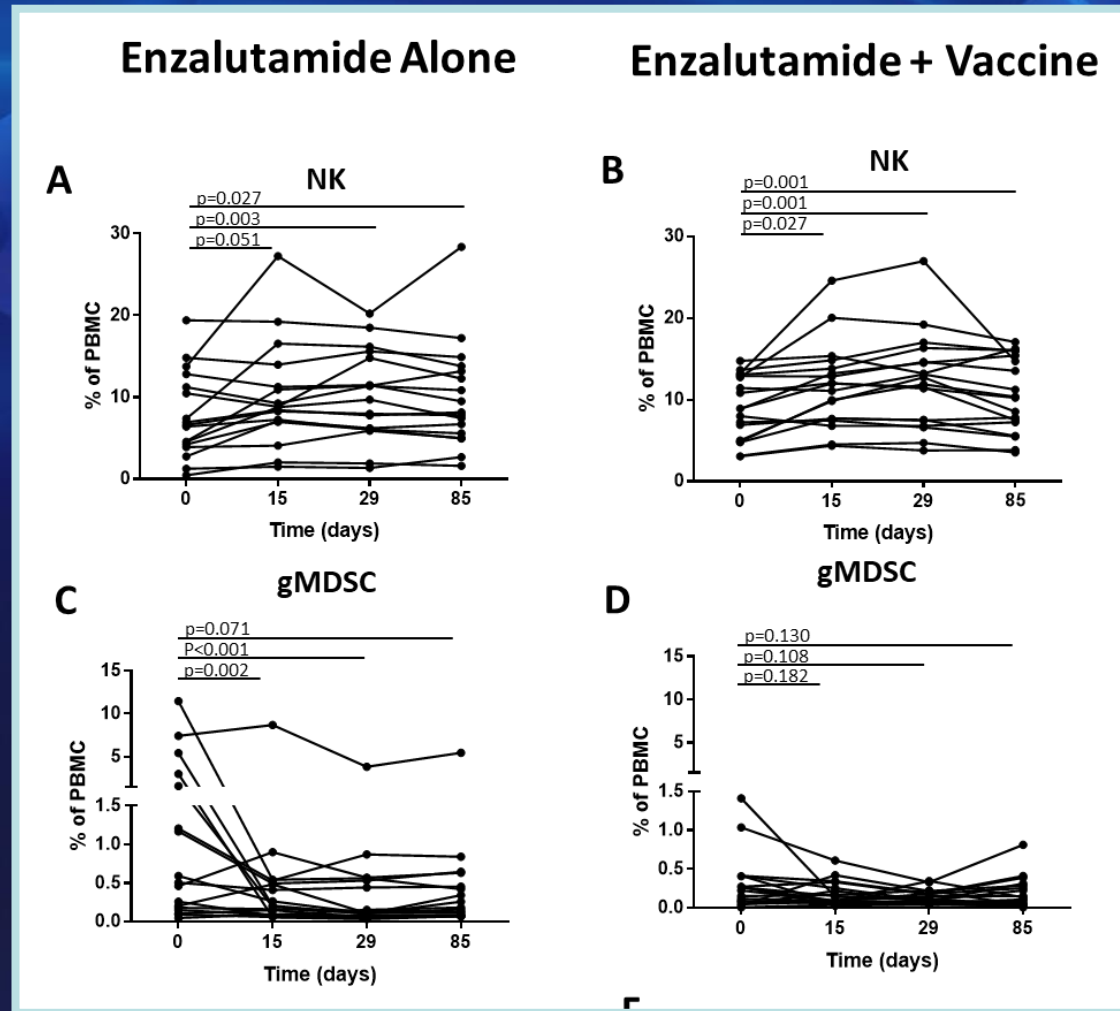 Enzalutamide Alone
Enzalutamide + Vaccine
A
NK
p=0.027
p=0.003
p=0.051
30
20
10
0
% of PBMC
0 15 29 85
Time (days)
B
NK
p=0.001
p=0.001
p=0.027
30
20
10
0
% of PBMC
0 15 29 85
Time (days)
C
gMDSC
p=0.071
P<0.001
p=0.002
15
10
5
1.5
1.0
0.5
0.0
% of PBMC
0 15 29 85
Time (days)
D
gMDSC
p=0.130
p=0.108
p=0.182
15
10
5
1.5
1.0
0.5
0.0
% of PBMC
0 15 29 85
Time (days)